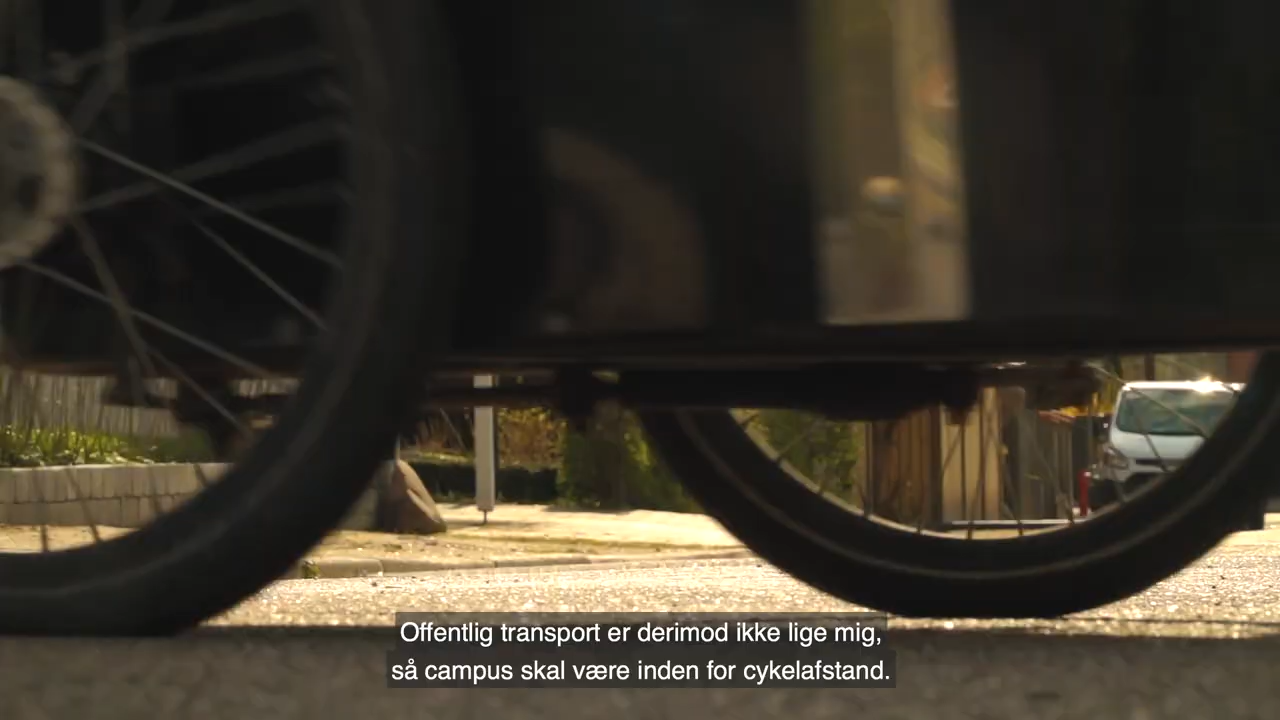 Offentlig transport er derimod ikke lige mig,
så campus skal være inden for cykelafstand.